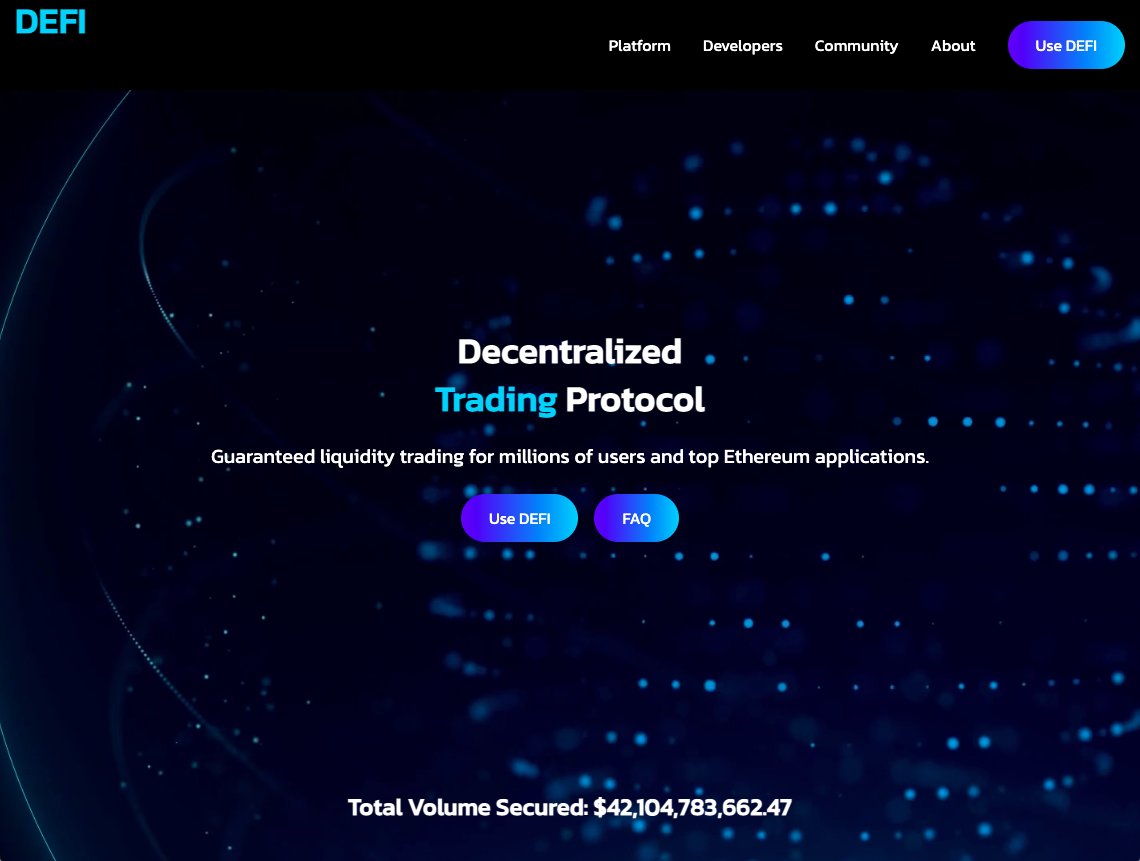 DEFI
Platform Developers Community About Use DEFI
Decentralized
Trading Protocol
Guaranteed liquidity trading for millions of users and top Ethereum applications.
Use DEFI FAQ
Total Volume Secured: $42,104,783,662.47